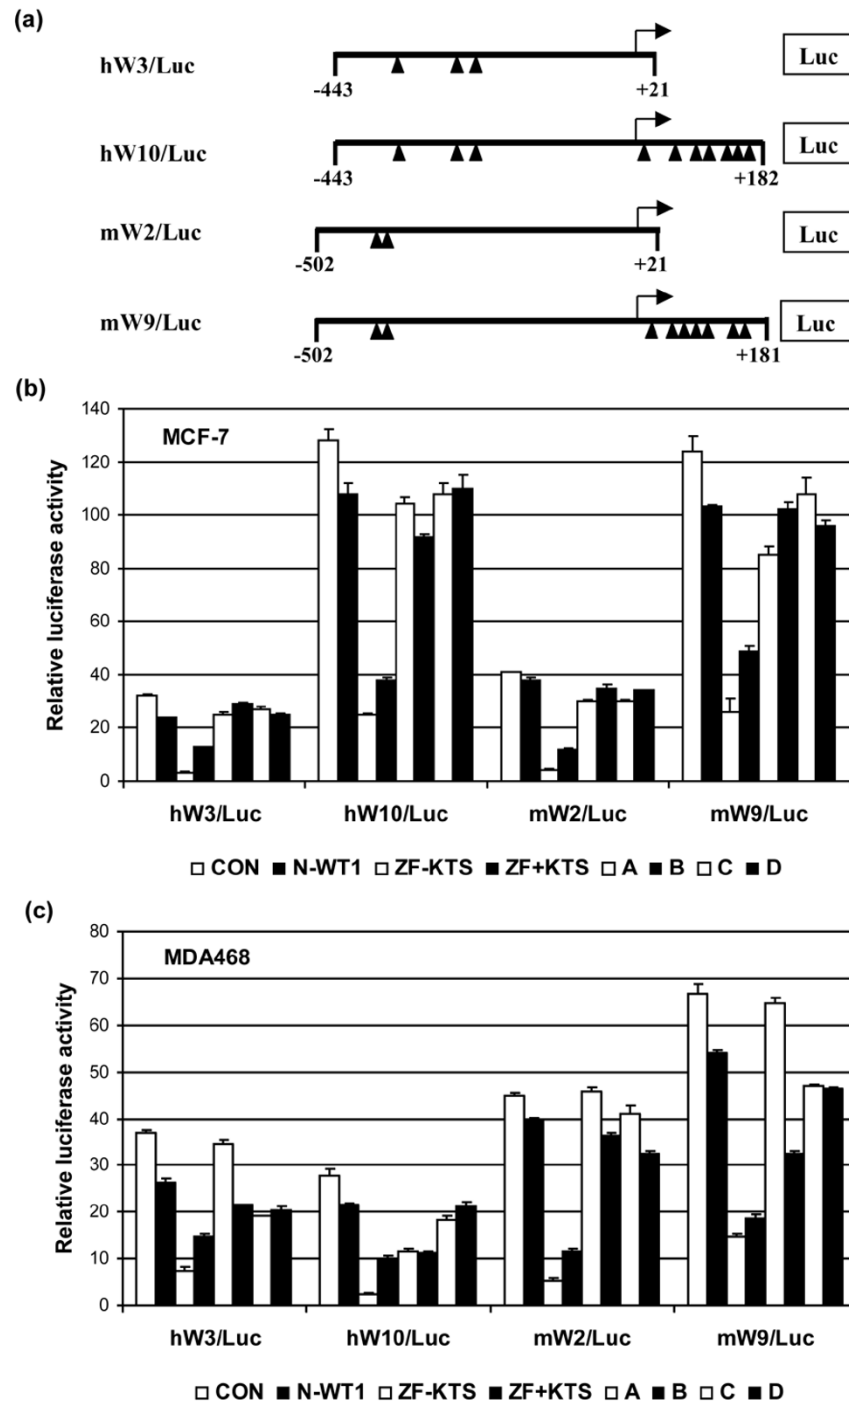 (a)
hW3/Luc
-443
+21
Luc
hW10/Luc
-443
+182
Luc
mW2/Luc
-502
+21
Luc
mW9/Luc
-502
+181
Luc
(b)
MCF-7
Relative luciferase activity
140
120
100
80
60
40
20
0
hW3/Luc hW10/Luc mW2/Luc mW9/Luc
CON N-WT1 ZF-KTS ZF+KTS A B C D
(c)
MDA468
Relative luciferase activity
80
70
60
50
40
30
20
10
0
hW3/Luc hW10/Luc mW2/Luc mW9/Luc
CON N-WT1 ZF-KTS ZF+KTS A B C D